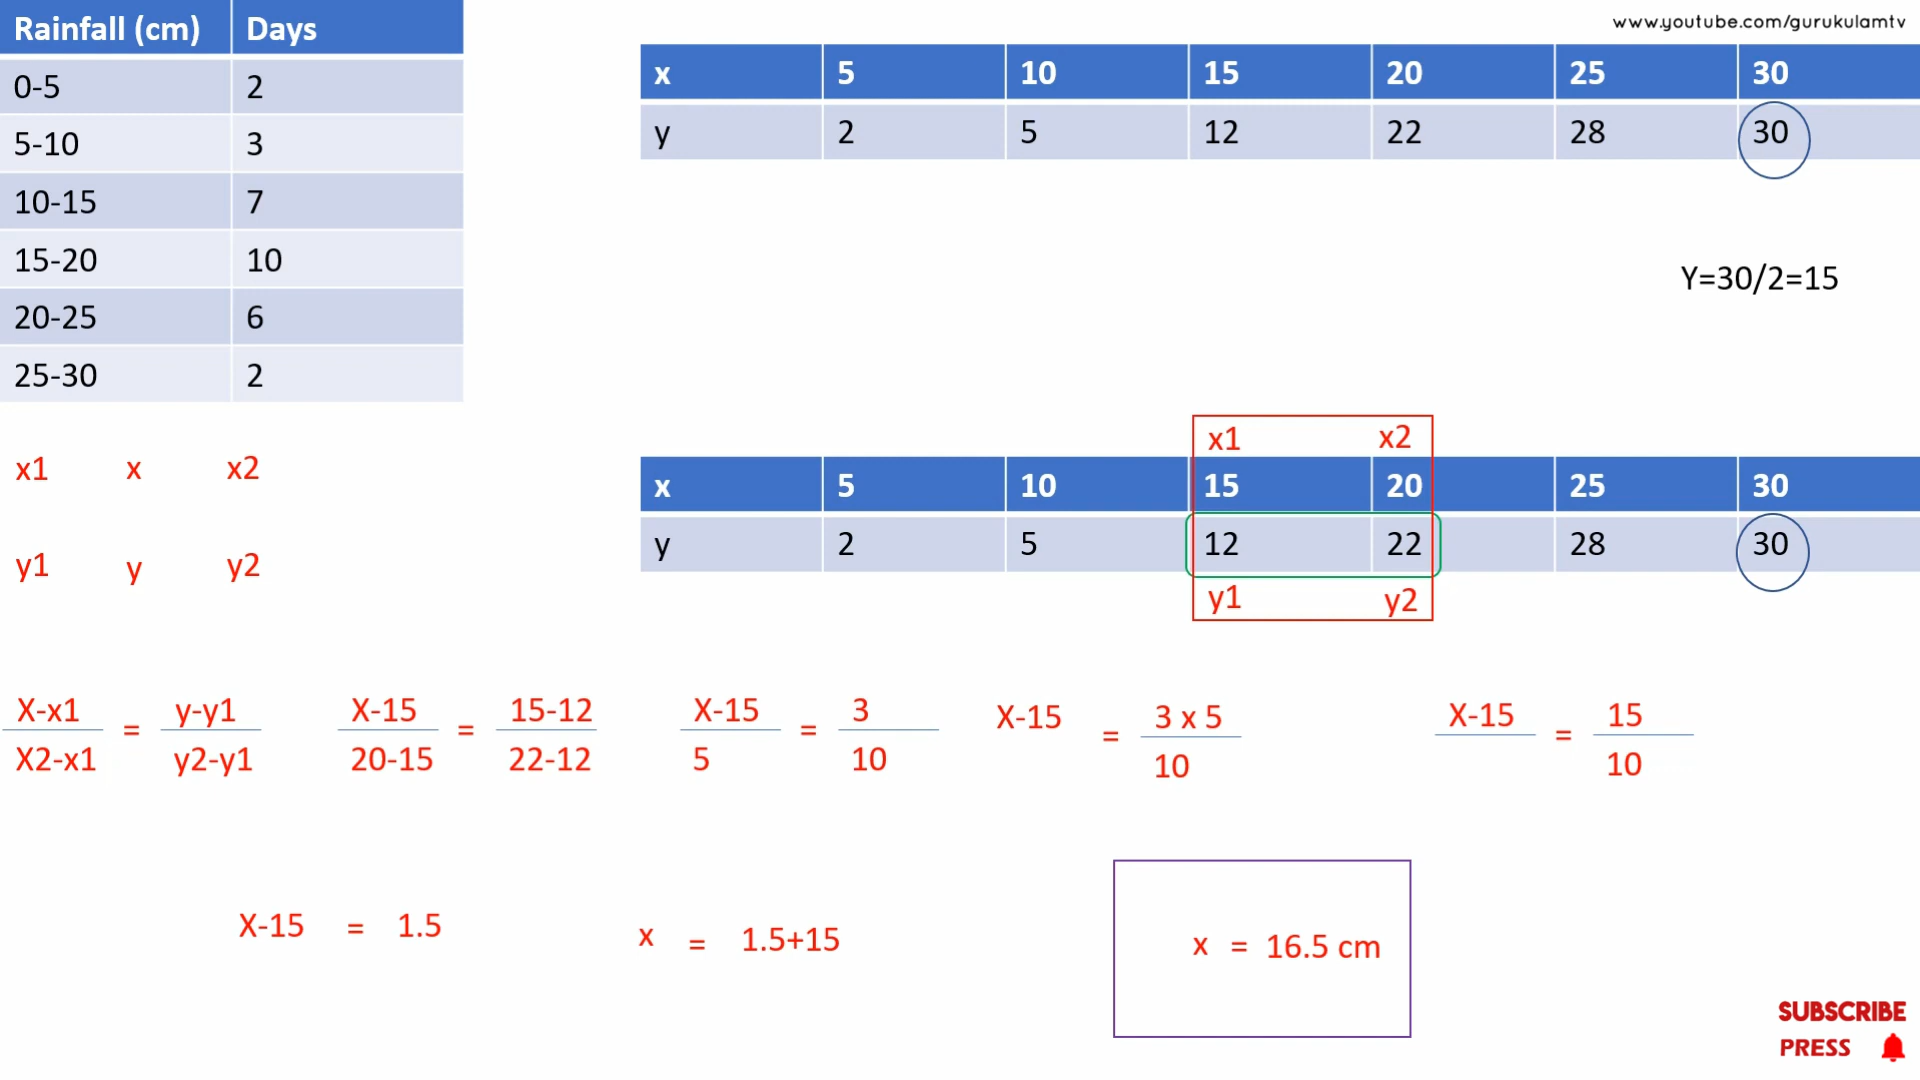 www.youtube.com/gurukulamtv
Rainfall (cm) Days
0-5 2
5-10 3
10-15 7
15-20 10
20-25 6
25-30 2
x 5 10 15 20 25 30
y 2 5 12 22 28 30
Y=30/2=15
x1 x2
x 5 10 15 20 25 30
y 2 5 12 22 28 30
y1 y2
x1 x x2
y1 y y2
X-x1 = y-y1
X2-x1 y2-y1
X-15 = 15-12
20-15 22-12
X-15 = 3
5 10
X-15 = 3 x 5
10
X-15 = 15
10
X-15 = 1.5
x = 1.5+15
x = 16.5 cm
SUBSCRIBE
PRESS